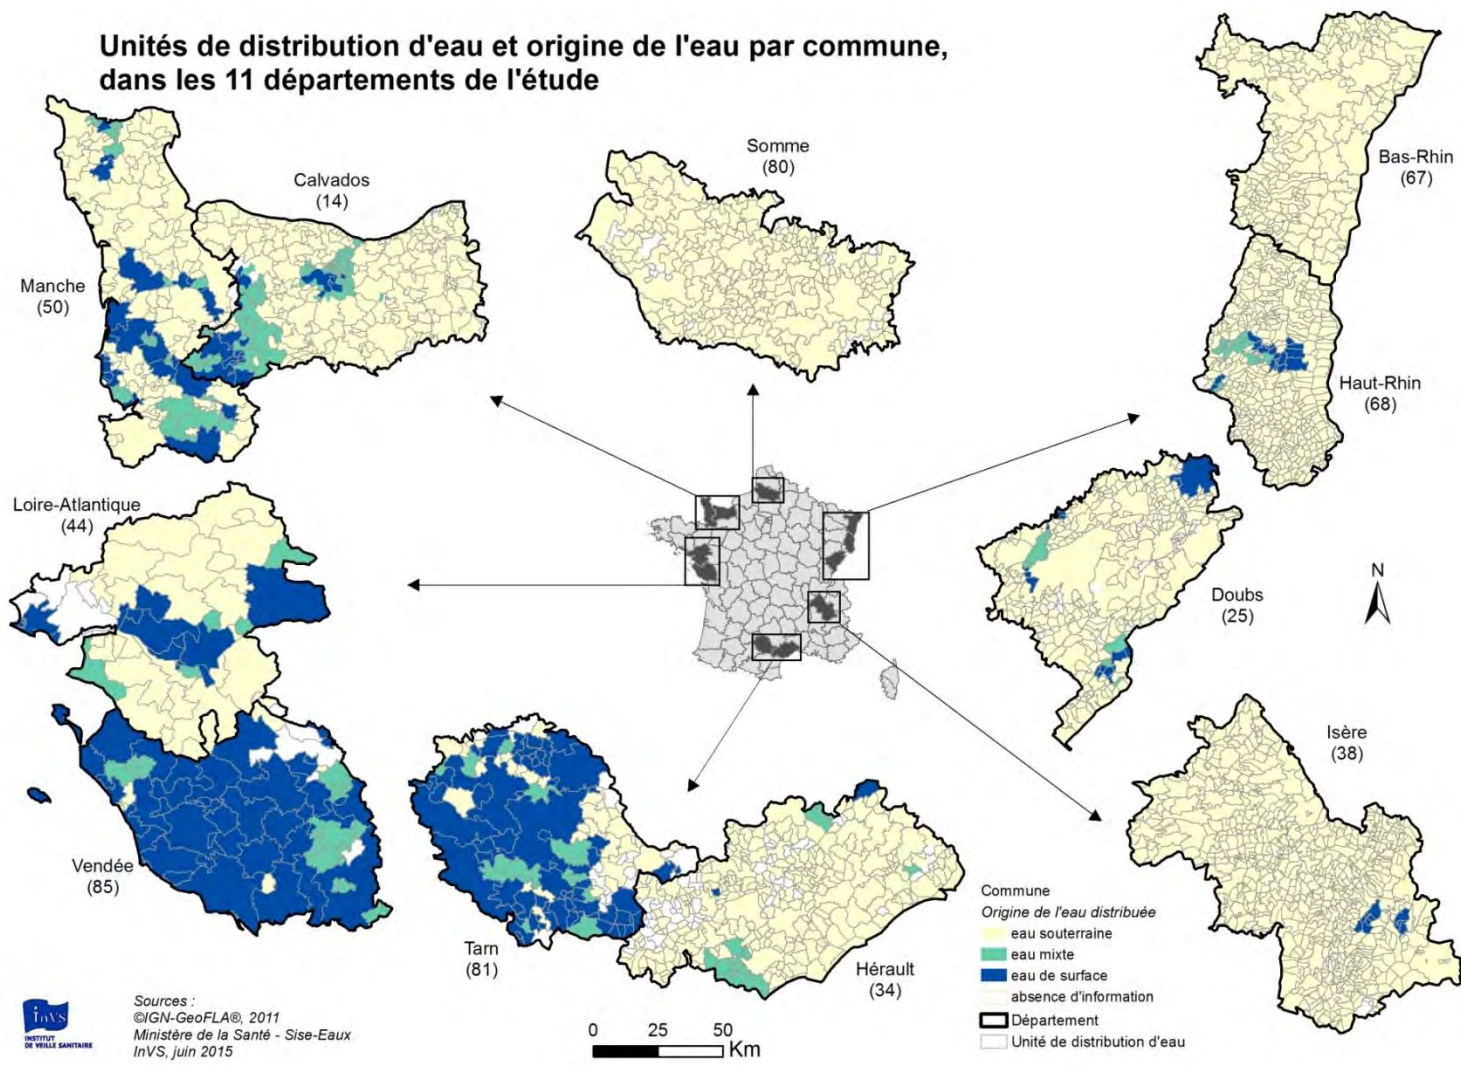 Unités de distribution d'eau et origine de l'eau par commune,
dans les 11 départements de l'étude
Somme
(80)
Bas-Rhin
(67)
Calvados
(14)
Manche
(50)
Haut-Rhin
(68)
Loire-Atlantique
(44)
Doubs
(25)
N
Isère
(38)
Vendée
(85)
Tarn
(81)
Hérault
(34)
Commune
Origine de l'eau distribuée
eau souterraine
eau mixte
eau de surface
absence d'information
Département
Unité de distribution d'eau
0 25 50
Km
InVS
INSTITUT
DE VEILLE SANITAIRE
Sources :
©IGN-GeoFLA®, 2011
Ministère de la Santé - Sise-Eaux
InVS, juin 2015